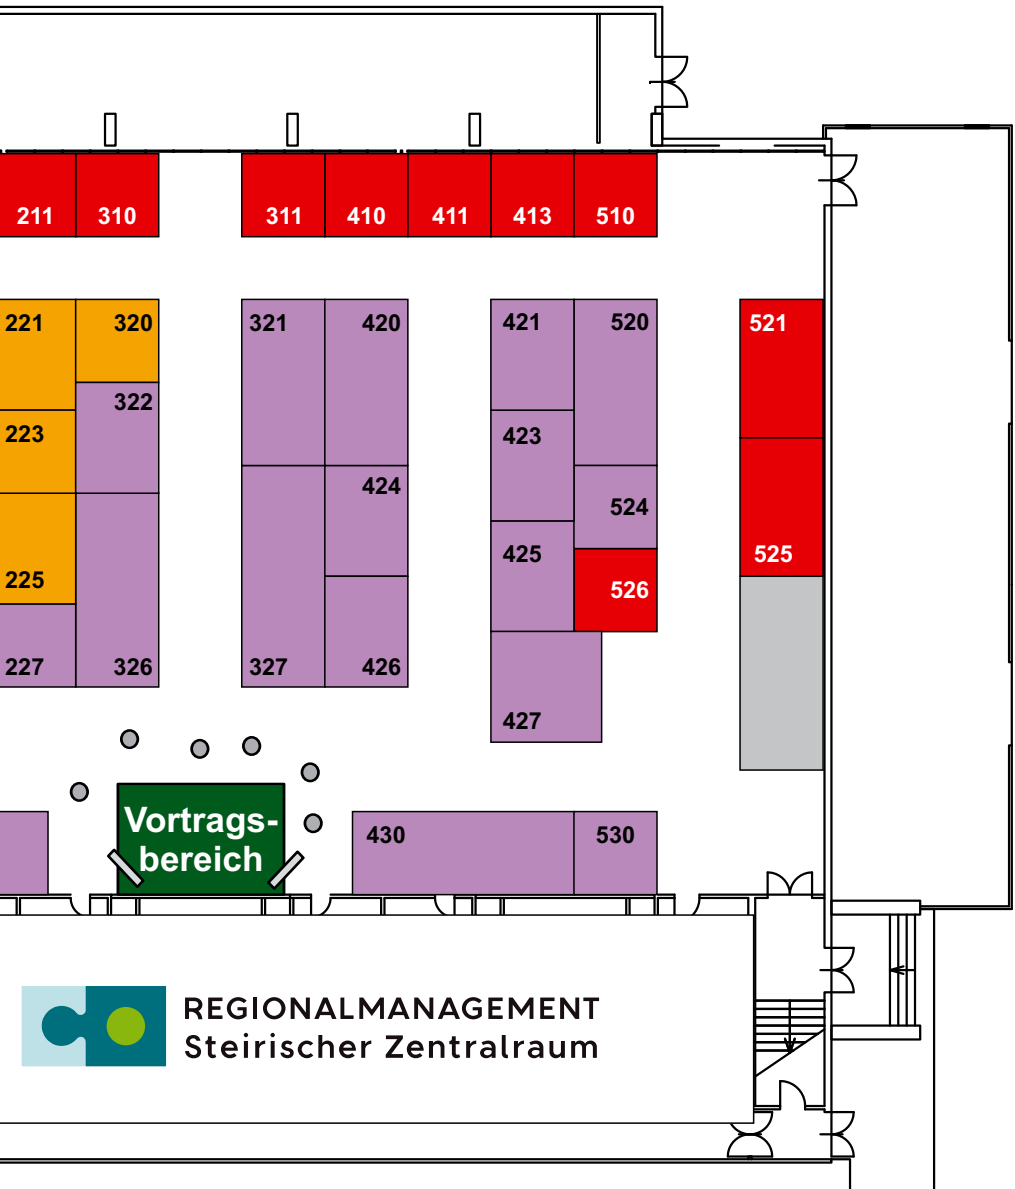 211 310 311 410 411 413 510
221 320 321 420 421 520 521
322
223 423
424
524
525
425
225
526
227 326 327 426
427
Vortrags-
bereich
430 530
REGIONALMANAGEMENT
Steirischer Zentralraum